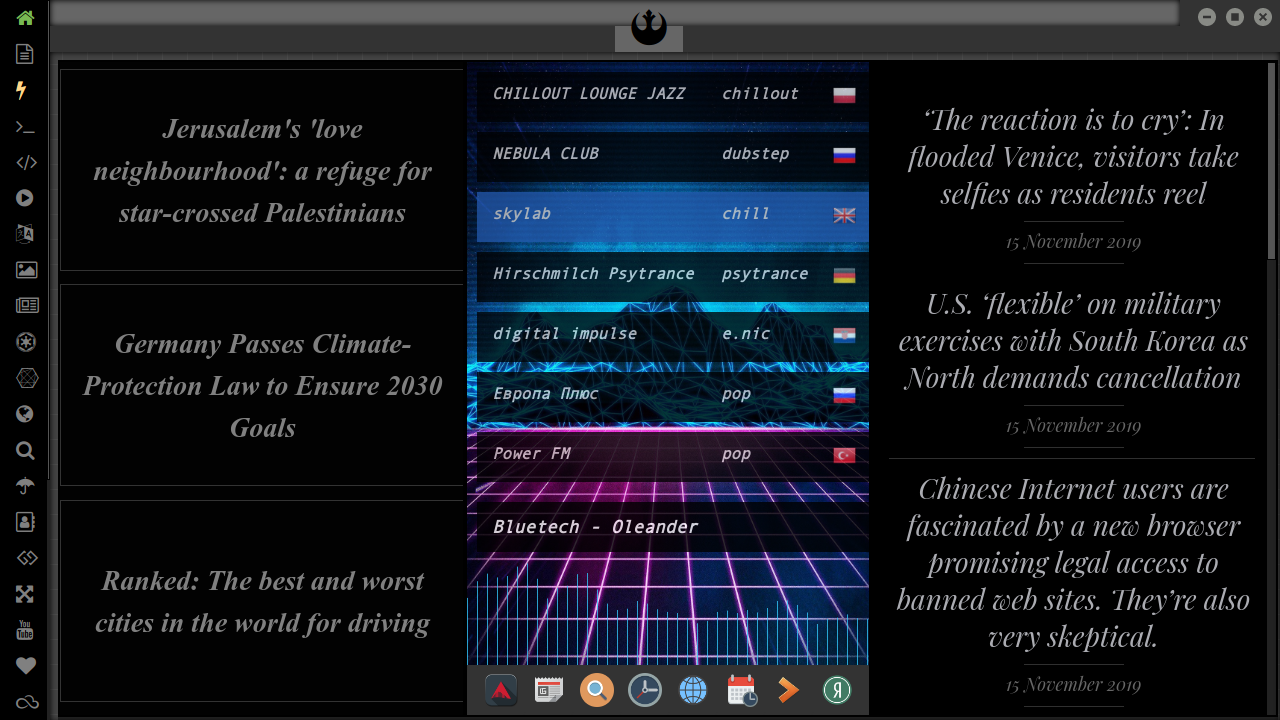 Jerusalem's 'love
neighbourhood': a refuge for
star-crossed Palestinians
Germany Passes Climate-
Protection Law to Ensure 2030
Goals
Ranked: The best and worst
cities in the world for driving
CHILLOUT LOUNGE JAZZ chillout
NEBULA CLUB dubstep
skylab chill
Hirschmilch Psytrance psytrance
digital impulse e.nic
Европа Плюс pop
Power FM pop
Bluetech - Oleander
Я
‘The reaction is to cry’: In
flooded Venice, visitors take
selfies as residents reel
15 November 2019
U.S. ‘flexible’ on military
exercises with South Korea as
North demands cancellation
15 November 2019
Chinese Internet users are
fascinated by a new browser
promising legal access to
banned web sites. They’re also
very skeptical.
15 November 2019
You
Tube